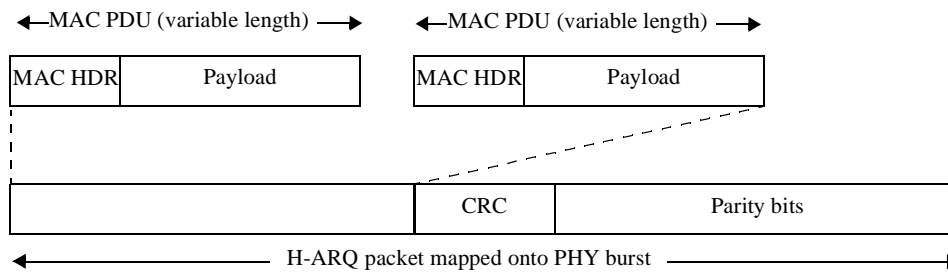 MAC PDU (variable length) MAC PDU (variable length)
MAC HDR Payload MAC HDR Payload
CRC Parity bits
H-ARQ packet mapped onto PHY burst